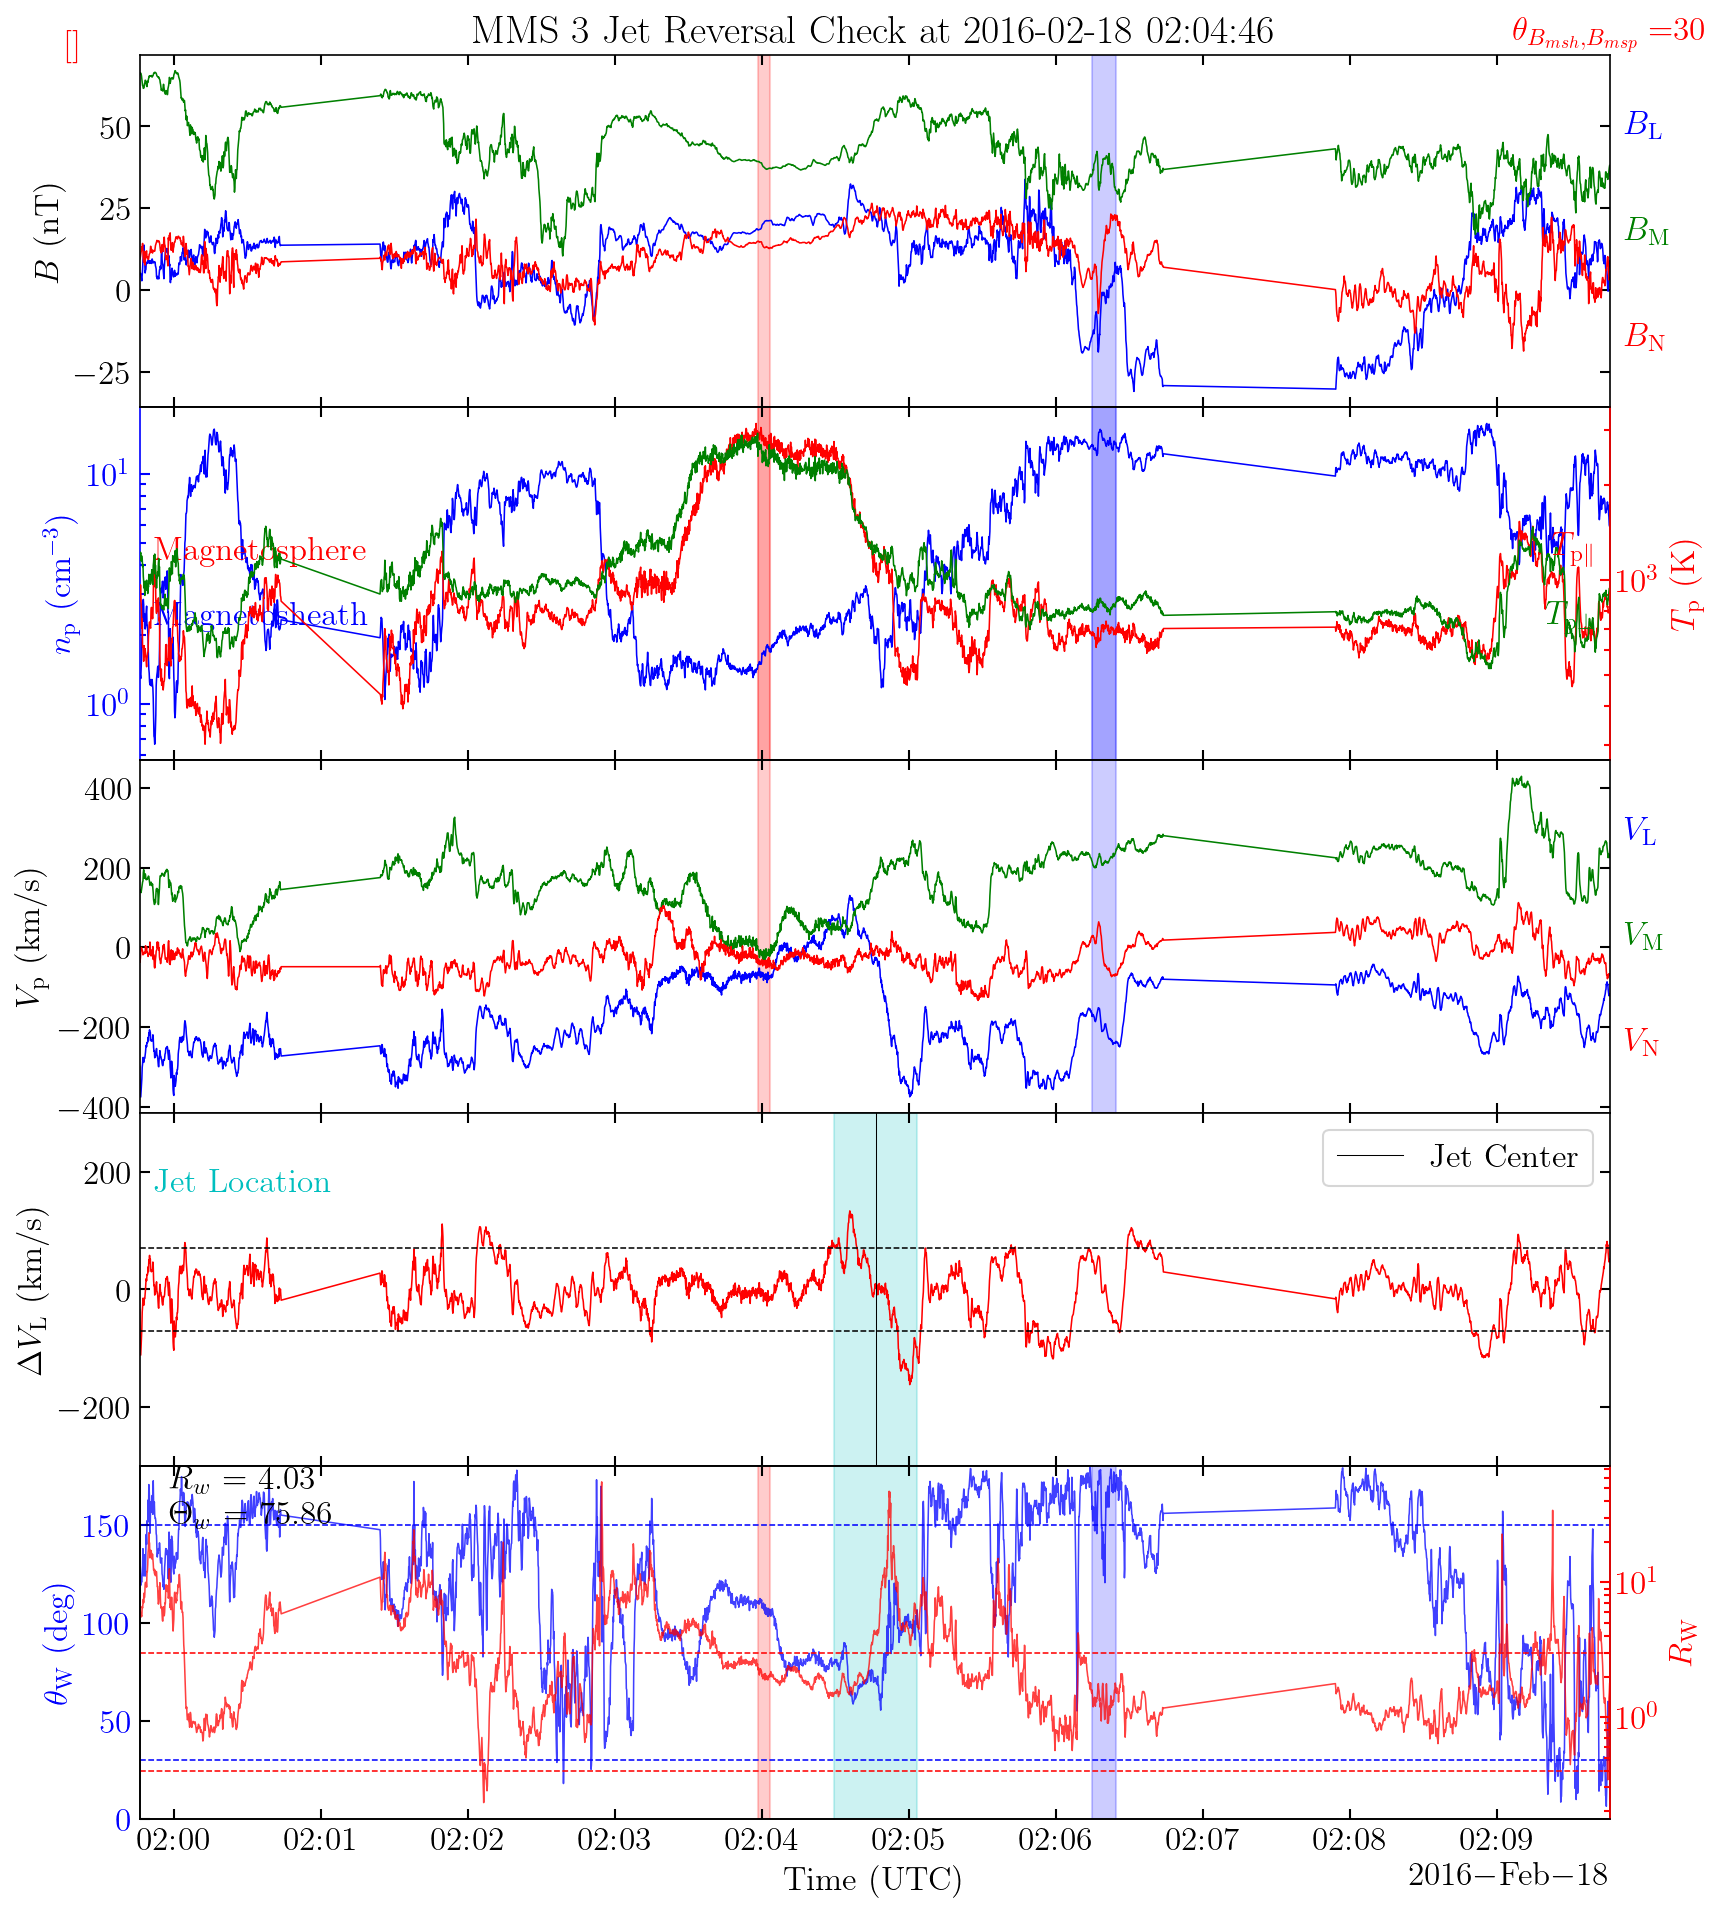 MMS 3 Jet Reversal Check at 2016-02-18 02:04:46
[]
θ_{B_{msh},B_{msp}} =30
50
25
0
−25
B (nT)
B_L
B_M
B_N
10^1
10^0
n_p (cm^{−3})
Magnetosphere
Magnetosheath
T_{p∥}
T_{p⊥}
10^3
T_p (K)
400
200
0
−200
−400
V_p (km/s)
V_L
V_M
V_N
200
0
−200
ΔV_L (km/s)
Jet Location
Jet Center
R_w = 4.03
Θ_w = 75.86
150
100
50
0
θ_W (deg)
10^1
10^0
R_W
02:00 02:01 02:02 02:03 02:04 02:05 02:06 02:07 02:08 02:09
Time (UTC)
2016−Feb−18